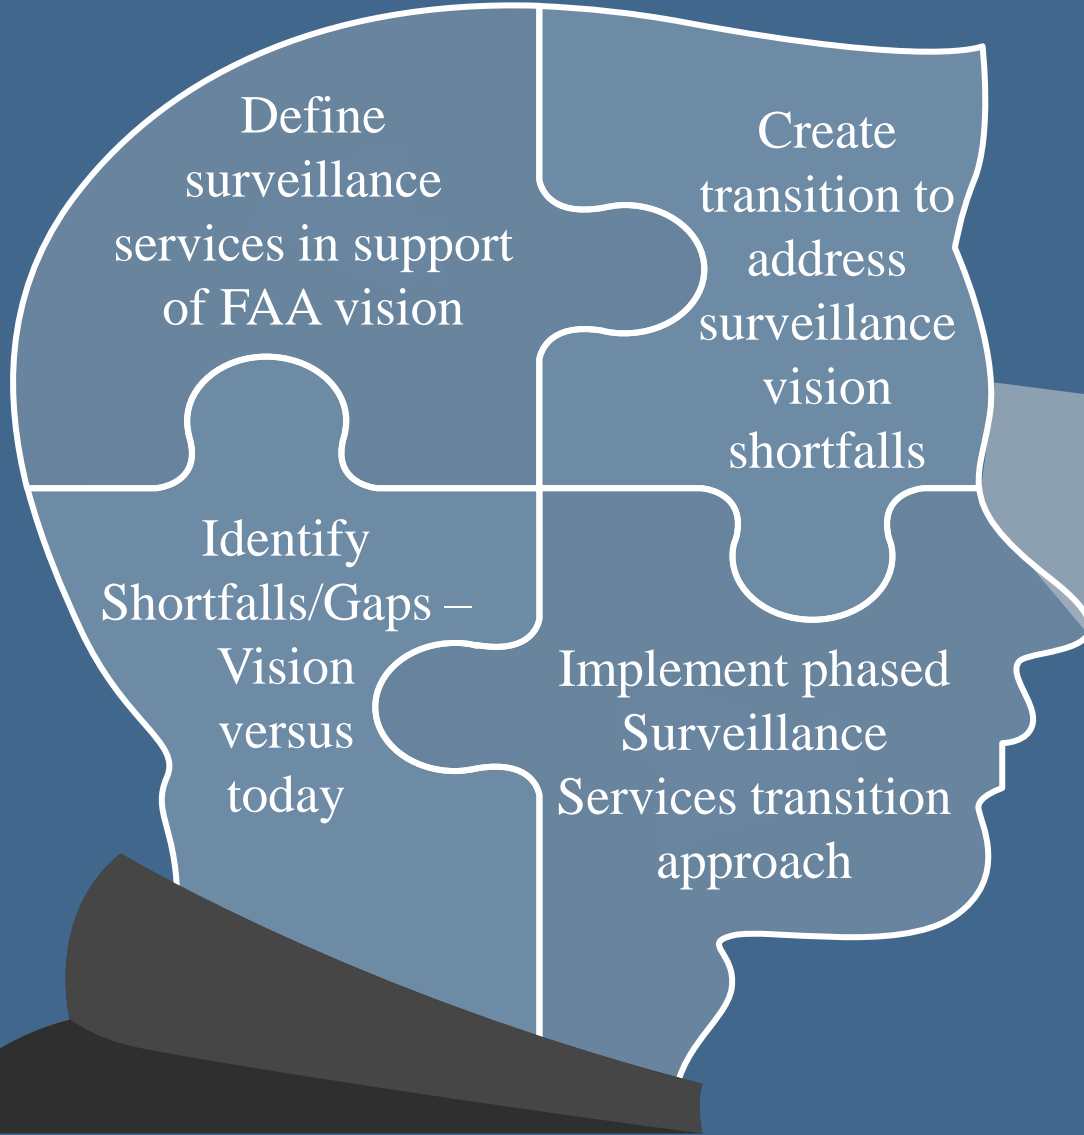 Define
surveillance
services in support
of FAA vision
Create
transition to
address
surveillance
vision
shortfalls
Identify
Shortfalls/Gaps –
Vision
versus
today
Implement phased
Surveillance
Services transition
approach